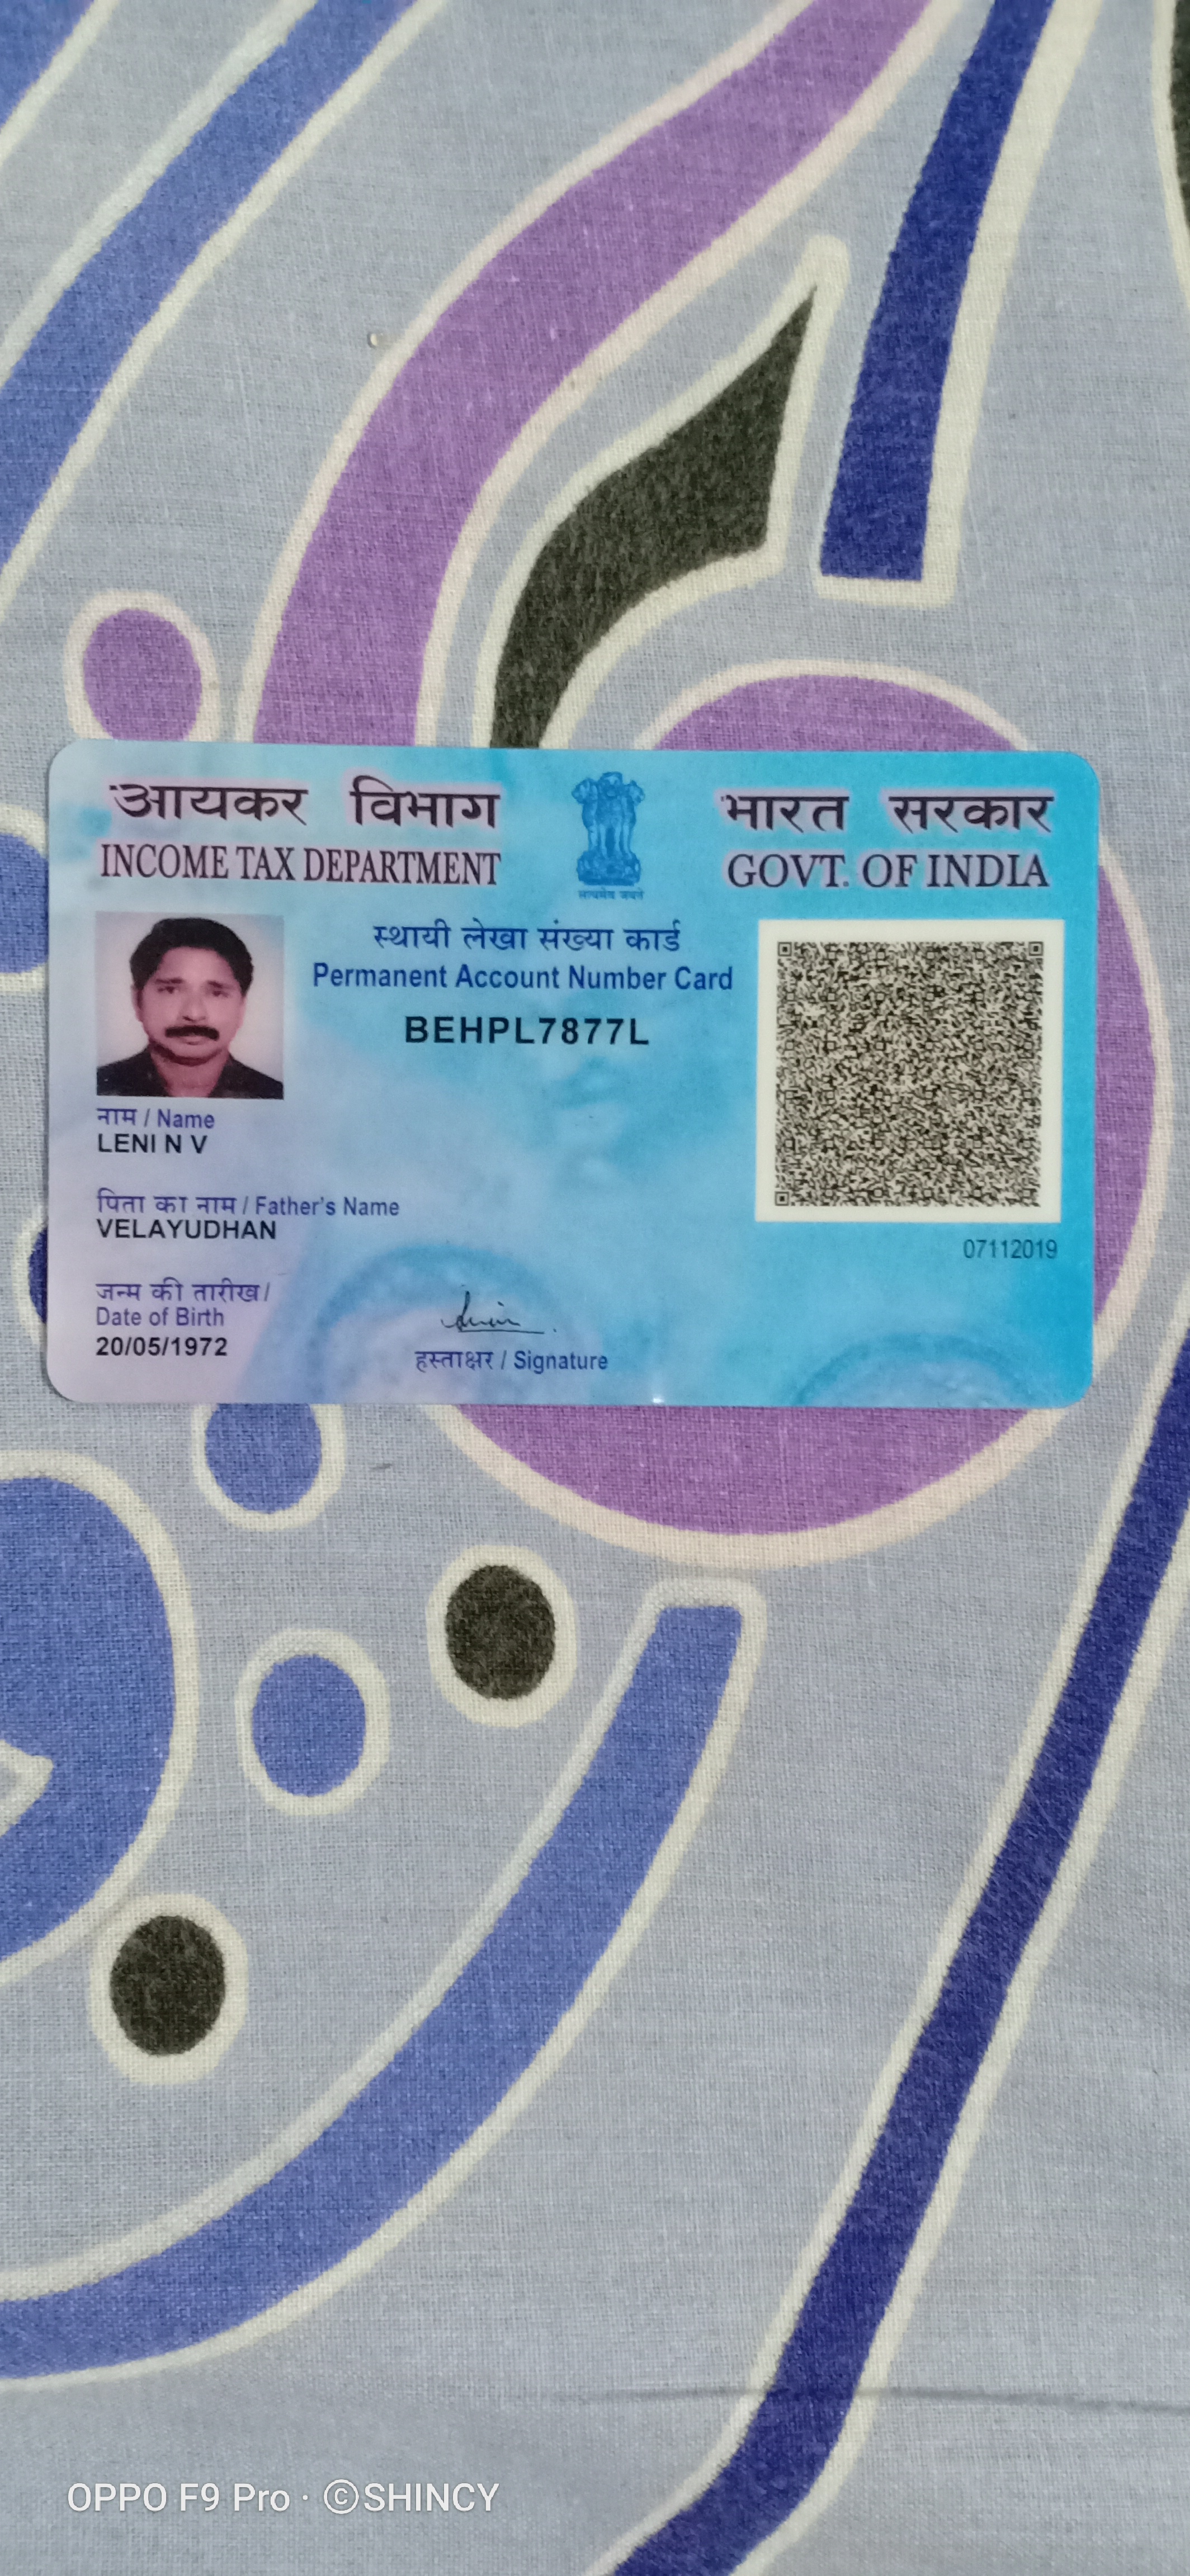 आयकर विभाग
INCOME TAX DEPARTMENT
भारत सरकार
GOVT. OF INDIA
सत्यमेव जयते
स्थायी लेखा संख्या कार्ड
Permanent Account Number Card
BEHPL7877L
नाम / Name
LENI N V
पिता का नाम / Father's Name
VELAYUDHAN
07112019
जन्म की तारीख /
Date of Birth
20/05/1972
हस्ताक्षर / Signature
OPPO F9 Pro · ©SHINCY